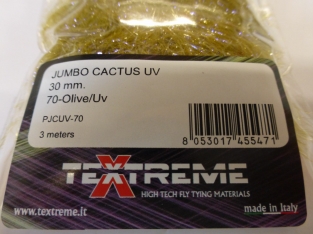 JUMBO CACTUS UV
30 mm.
70-Olive/Uv
PJCUV-70
3 meters
8 053017 455471
TEXTREME
HIGH TECH FLY TYING MATERIALS
www.textreme.it
made in Italy